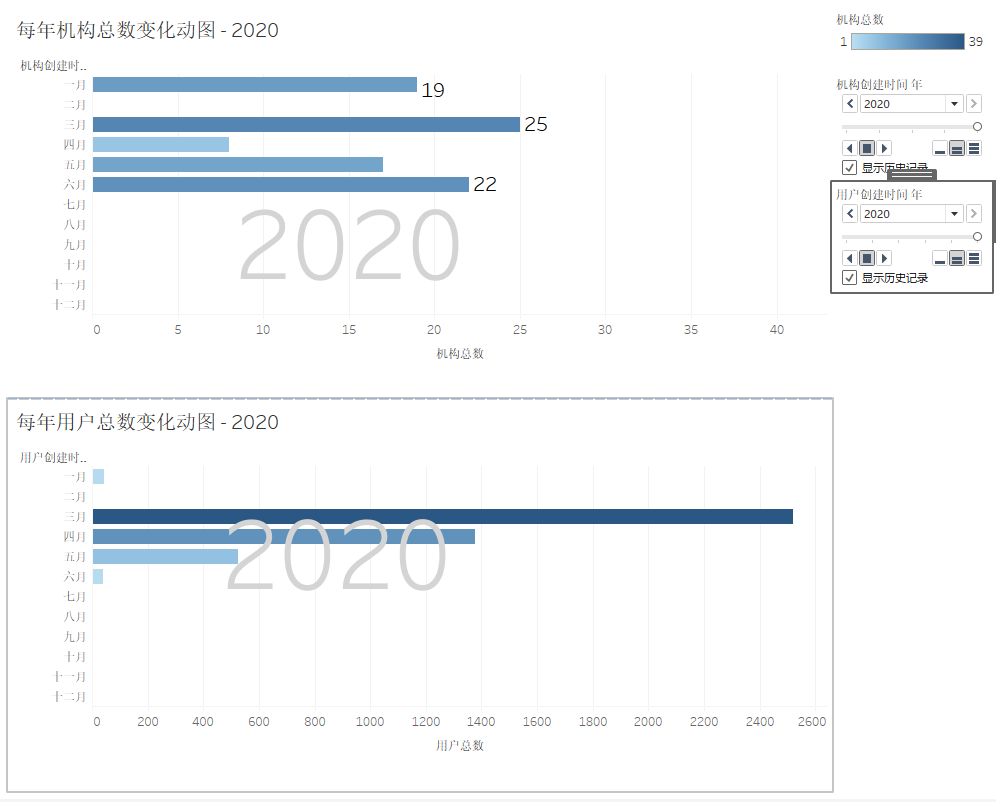 每年机构总数变化动图 - 2020
机构创建时..
一月
19
二月
三月
25
四月
五月
六月
22
七月
八月
九月
十月
十一月
十二月
2020
0 5 10 15 20 25 30 35 40
机构总数
机构总数
1 39
机构创建时间 年
2020
显示历史记录
用户创建时间 年
2020
显示历史记录
每年用户总数变化动图 - 2020
用户创建时..
一月
二月
三月
四月
五月
六月
七月
八月
九月
十月
十一月
十二月
2020
0 200 400 600 800 1000 1200 1400 1600 1800 2000 2200 2400 2600
用户总数